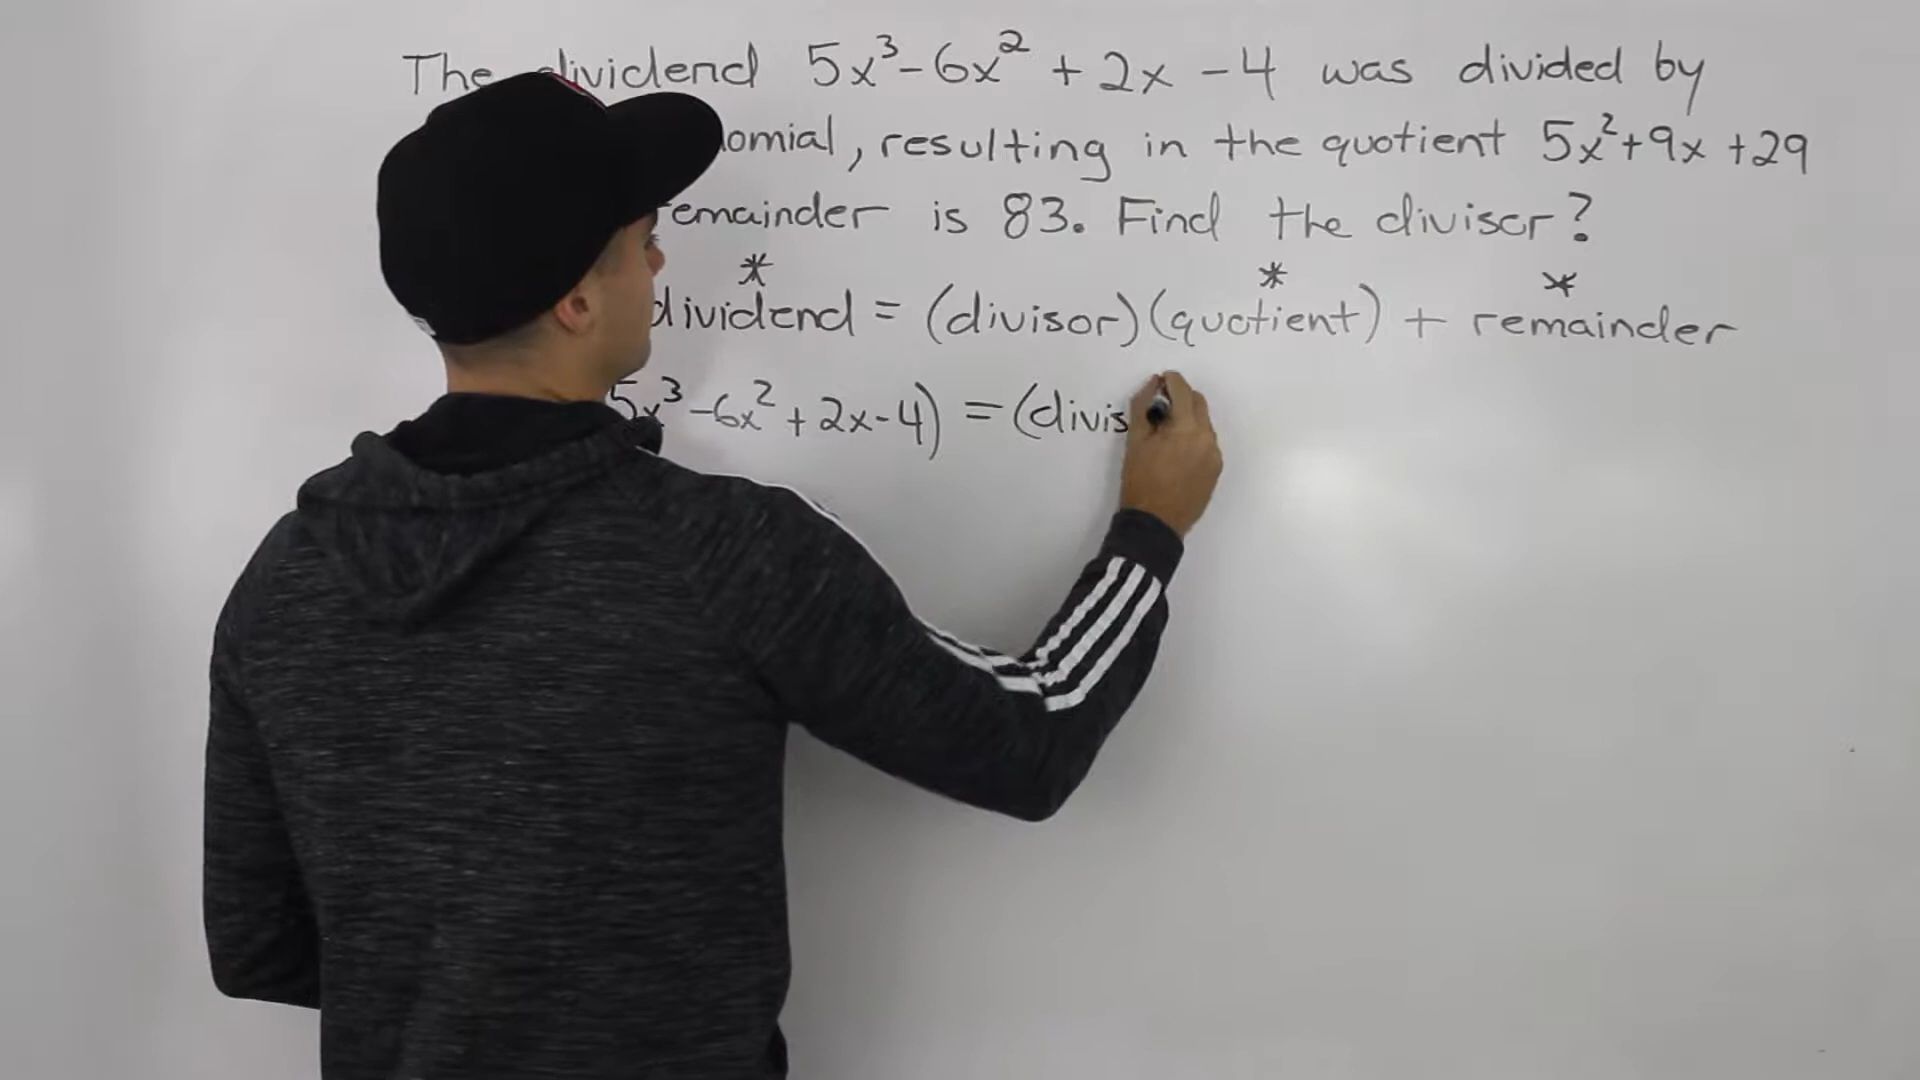 The dividend 5x³-6x²+2x-4 was divided by
omial, resulting in the quotient 5x²+9x+29
remainder is 83. Find the divisor?
* * *
dividend = (divisor)(quotient) + remainder
5x³-6x²+2x-4) = (divis